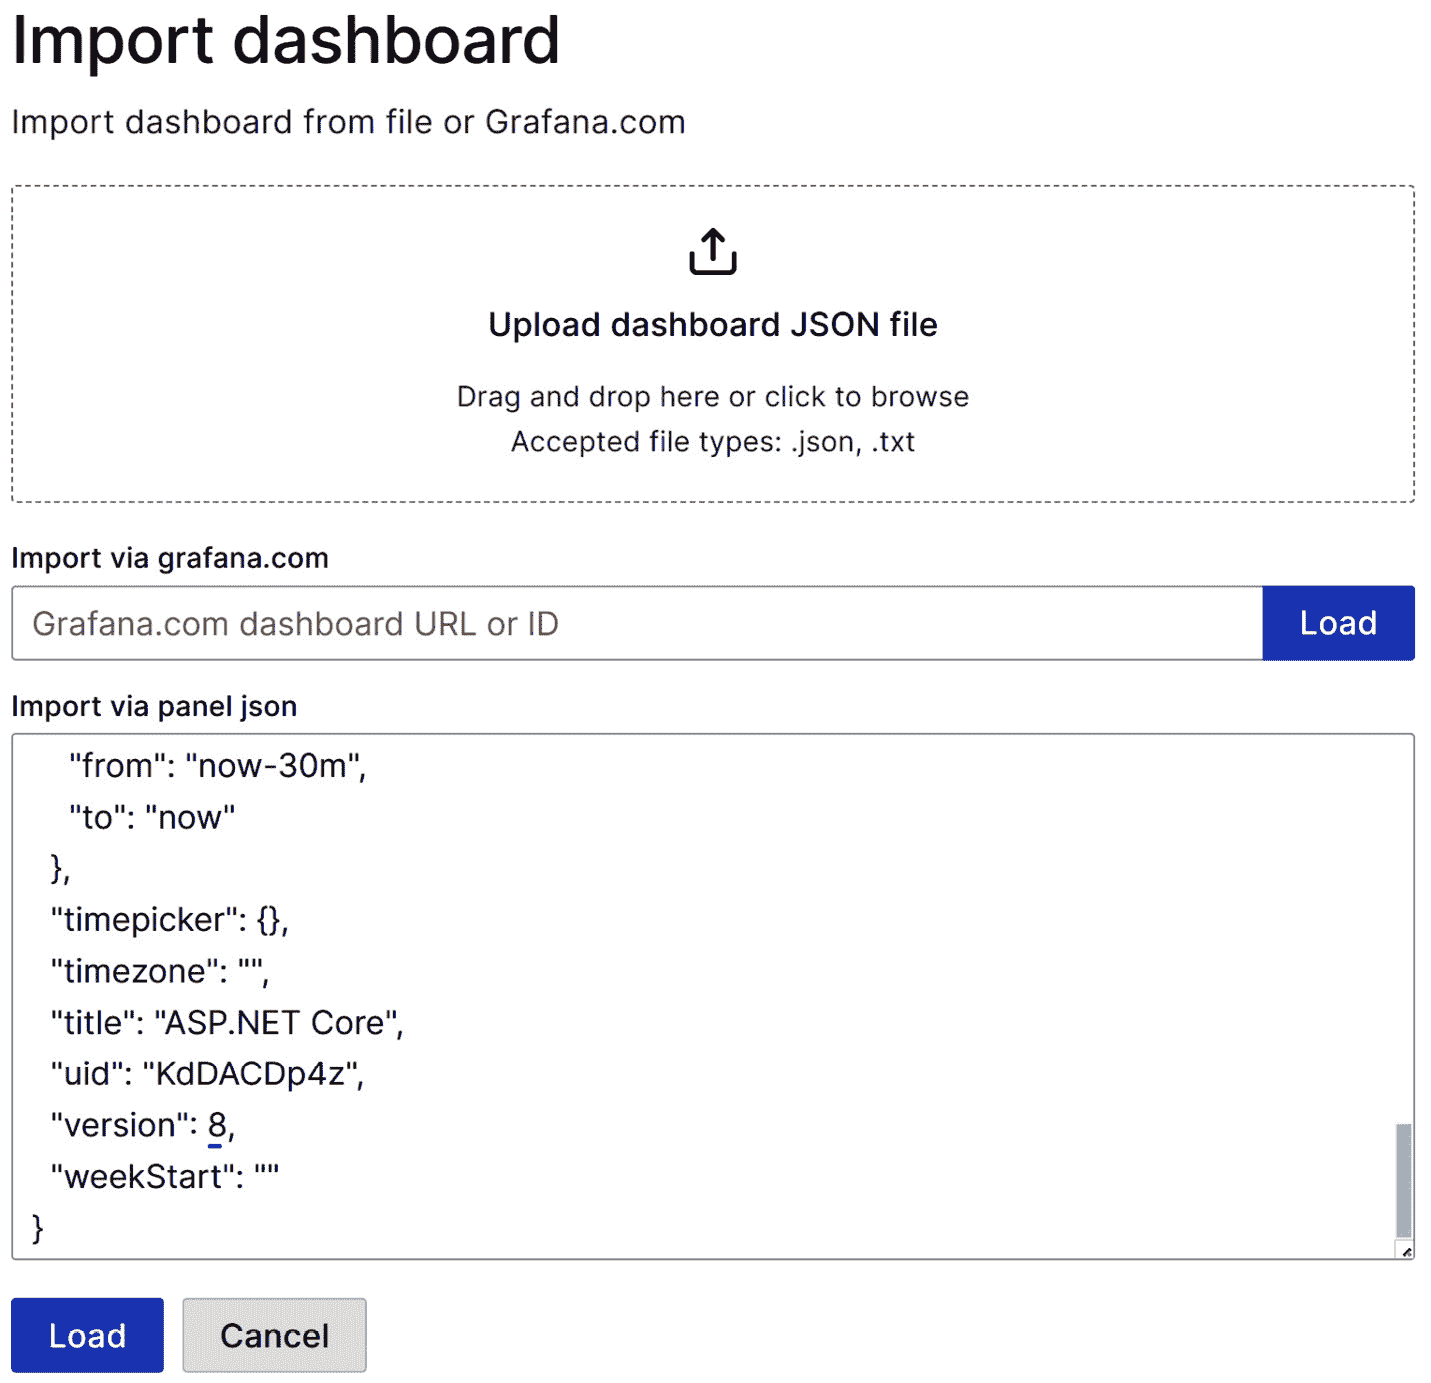 Import dashboard
Import dashboard from file or Grafana.com
Upload dashboard JSON file
Drag and drop here or click to browse
Accepted file types: .json, .txt
Import via grafana.com
Grafana.com dashboard URL or ID
Load
Import via panel json
"from": "now-30m",
"to": "now"
},
"timepicker": {},
"timezone": "",
"title": "ASP.NET Core",
"uid": "KdDACDp4z",
"version": 8,
"weekStart": ""
}
Load
Cancel